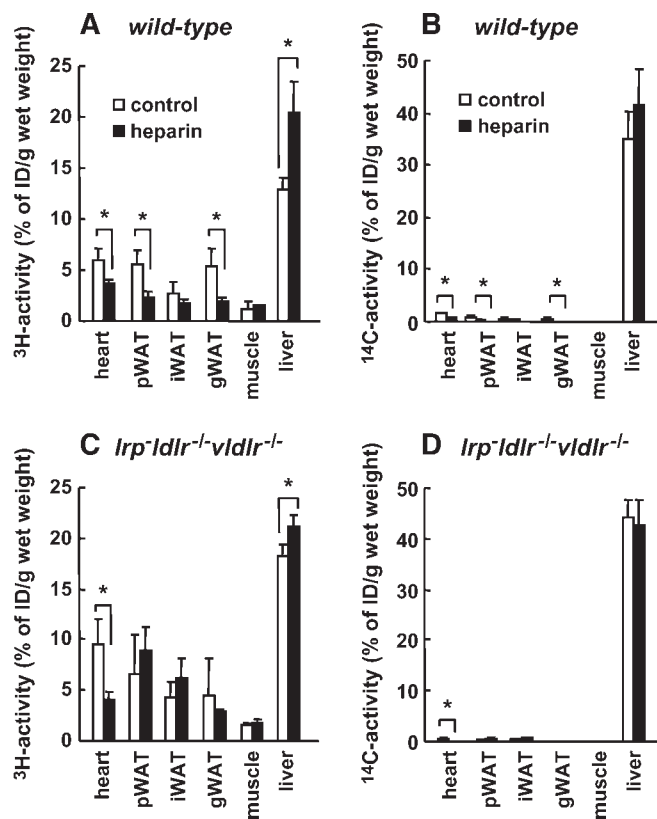 A wild-type
³H-activity (% of ID/g wet weight)
25
20
15
10
5
0
control
heparin
*
*
*
*
heart
pWAT
iWAT
gWAT
muscle
liver
B wild-type
¹⁴C-activity (% of ID/g wet weight)
50
40
30
20
10
0
control
heparin
*
*
*
heart
pWAT
iWAT
gWAT
muscle
liver
C lrp⁻ldlr⁻/⁻vldlr⁻/⁻
³H-activity (% of ID/g wet weight)
25
20
15
10
5
0
*
*
heart
pWAT
iWAT
gWAT
muscle
liver
D lrp⁻ldlr⁻/⁻vldlr⁻/⁻
¹⁴C-activity (% of ID/g wet weight)
50
40
30
20
10
0
*
heart
pWAT
iWAT
gWAT
muscle
liver